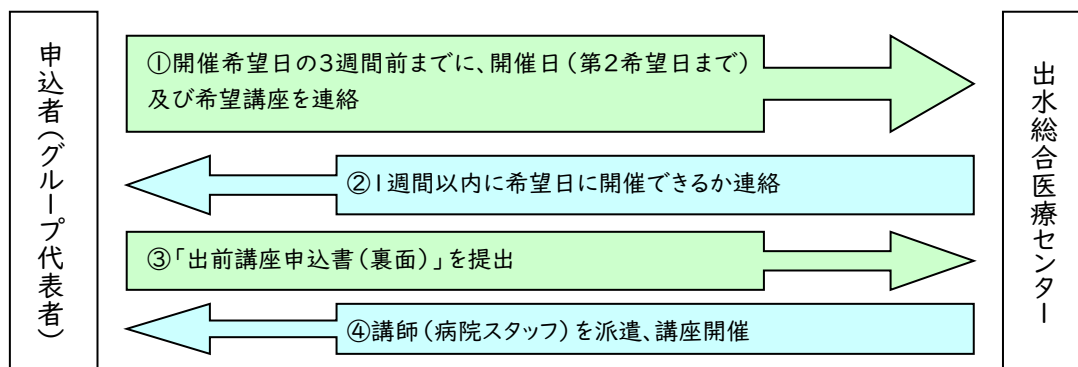 申込者(グループ代表者)
①開催希望日の3週間前までに、開催日(第2希望日まで)
及び希望講座を連絡
②1週間以内に希望日に開催できるか連絡
③「出前講座申込書(裏面)」を提出
④講師(病院スタッフ)を派遣、講座開催
出水総合医療センター